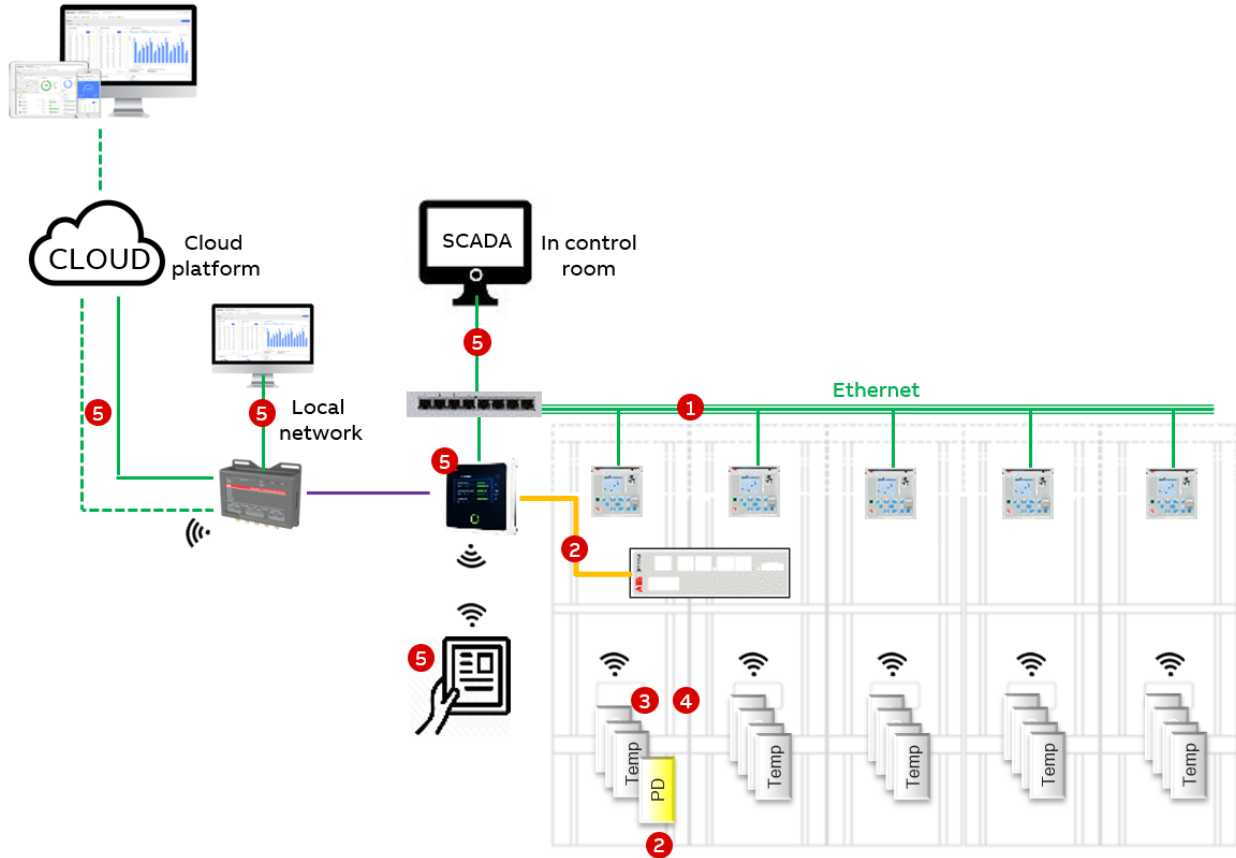 CLOUD
Cloud
platform
SCADA
In control
room
5
5
5
Local
network
Ethernet
1
5
2
5
3
4
Temp
Temp
Temp
Temp
Temp
PD
2